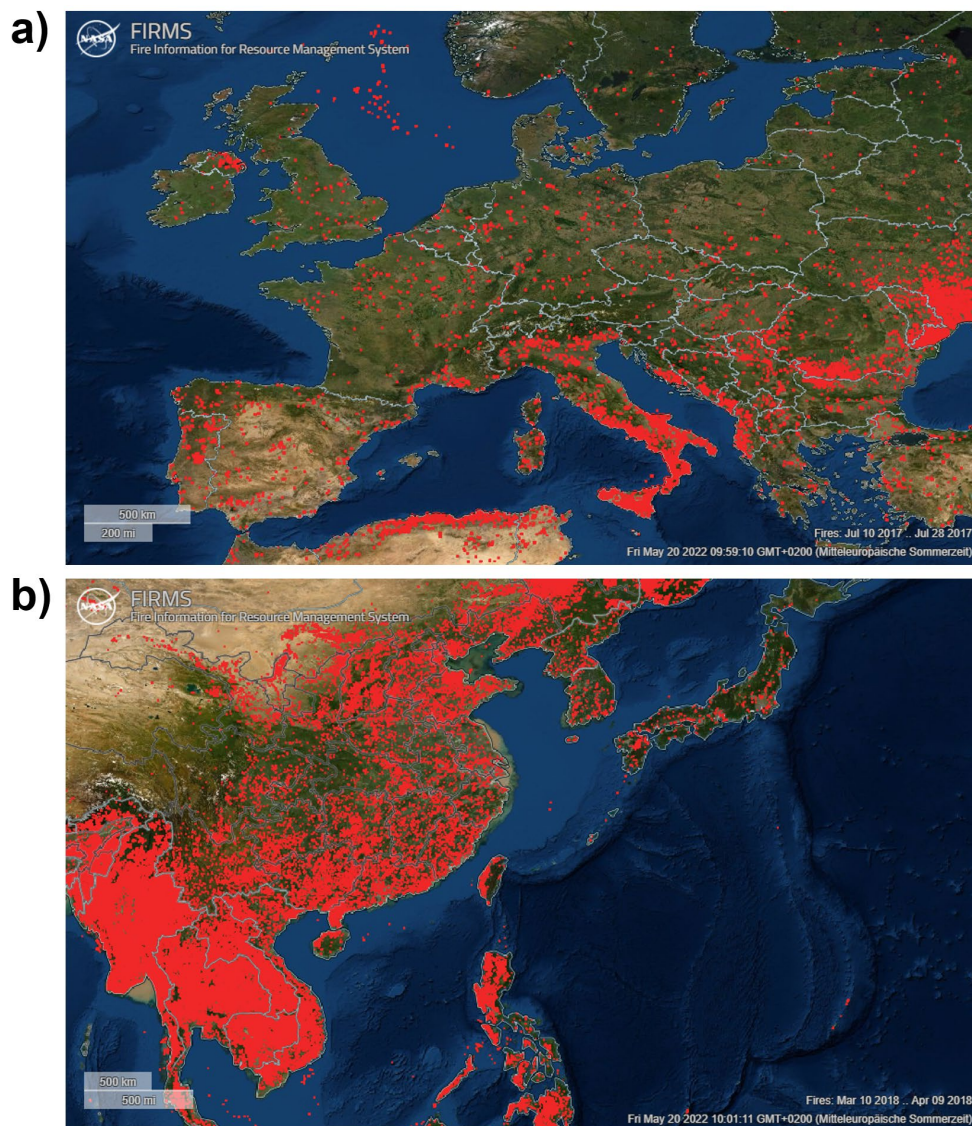 a)
NASA
FIRMS
Fire Information for Resource Management System
500 km
200 mi
Fires: Jul 10 2017 .. Jul 28 2017
Fri May 20 2022 09:59:10 GMT+0200 (Mitteleuropäische Sommerzeit)
b)
NASA
FIRMS
Fire Information for Resource Management System
500 km
500 mi
Fires: Mar 10 2018 .. Apr 09 2018
Fri May 20 2022 10:01:11 GMT+0200 (Mitteleuropäische Sommerzeit)